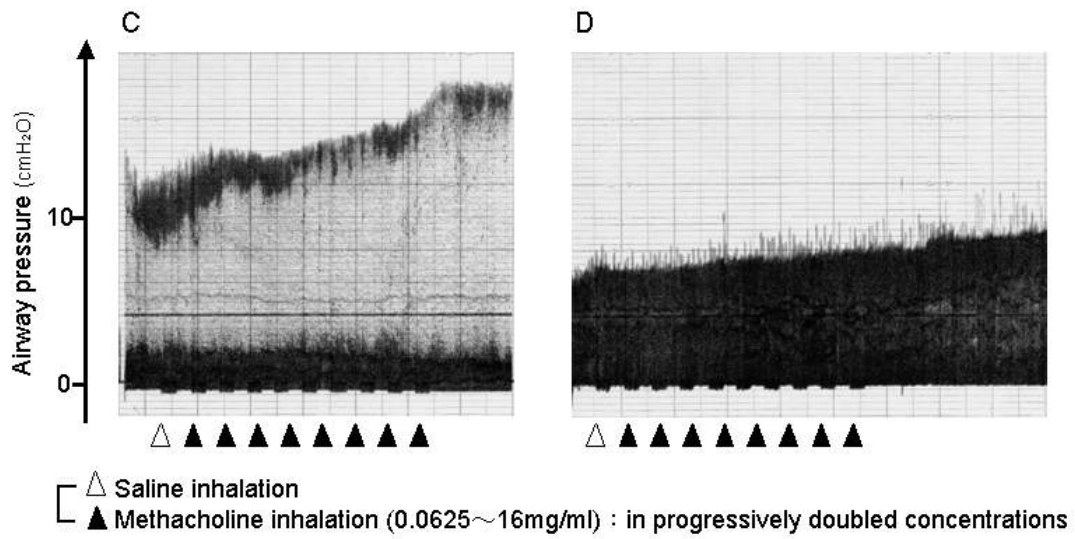 C
D
Airway pressure (cmH₂O)
10
0
△ Saline inhalation
▲ Methacholine inhalation (0.0625～16mg/ml) : in progressively doubled concentrations